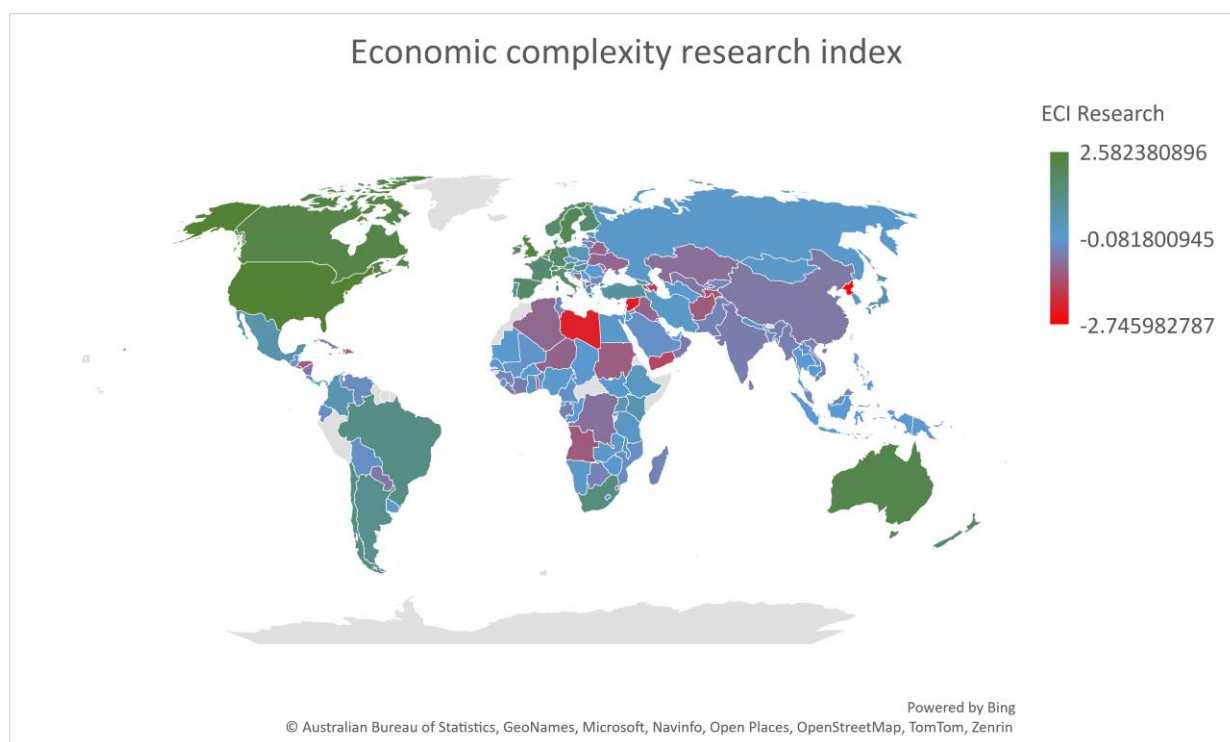 Economic complexity research index
ECI Research
2.582380896
-0.081800945
-2.745982787
Powered by Bing
© Australian Bureau of Statistics, GeoNames, Microsoft, Navinfo, Open Places, OpenStreetMap, TomTom, Zenrin